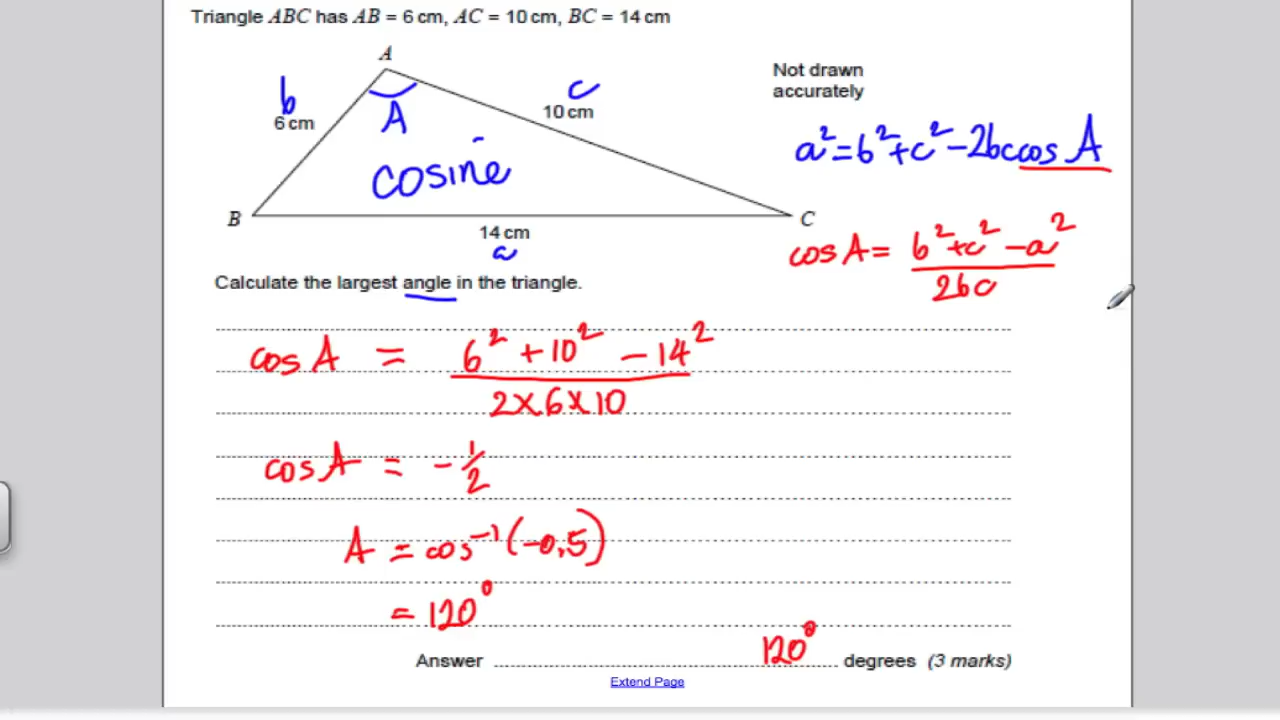 Triangle ABC has AB = 6 cm, AC = 10 cm, BC = 14 cm
A
b
c
Not drawn
accurately
6 cm
A
10 cm
a² = b² + c² – 2bc cos A
cosine
B
C
14 cm
a
cos A = b² + c² – a² / 2bc
Calculate the largest angle in the triangle.
cos A = 6² + 10² – 14²
2 × 6 × 10
cos A = – 1/2
A = cos⁻¹ (–0,5)
= 120°
Answer 120° degrees (3 marks)
Extend Page